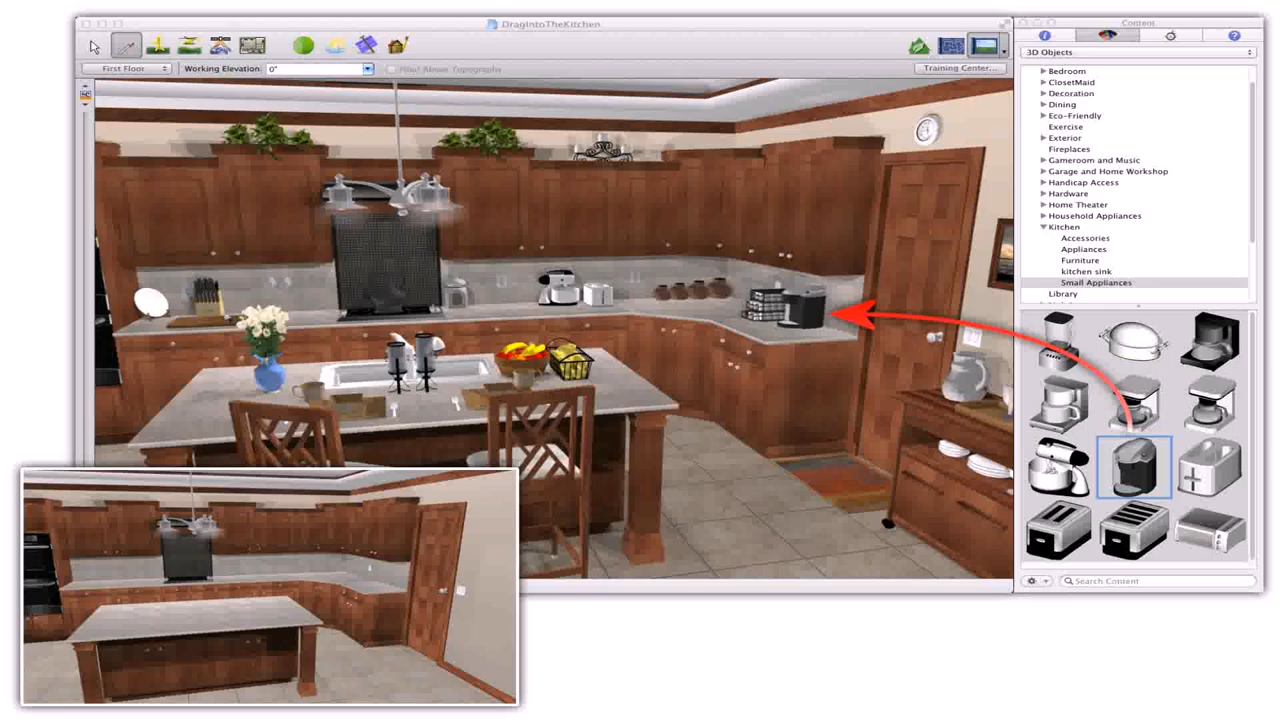 DragIntoTheKitchen
Content
First Floor
Working Elevation:
0"
Training Center...
3D Objects
Bedroom
ClosetMaid
Decoration
Dining
Eco-Friendly
Exercise
Exterior
Fireplaces
Gameroom and Music
Garage and Home Workshop
Handicap Access
Hardware
Home Theater
Household Appliances
Kitchen
Accessories
Appliances
Furniture
kitchen sink
Small Appliances
Library
Search Content